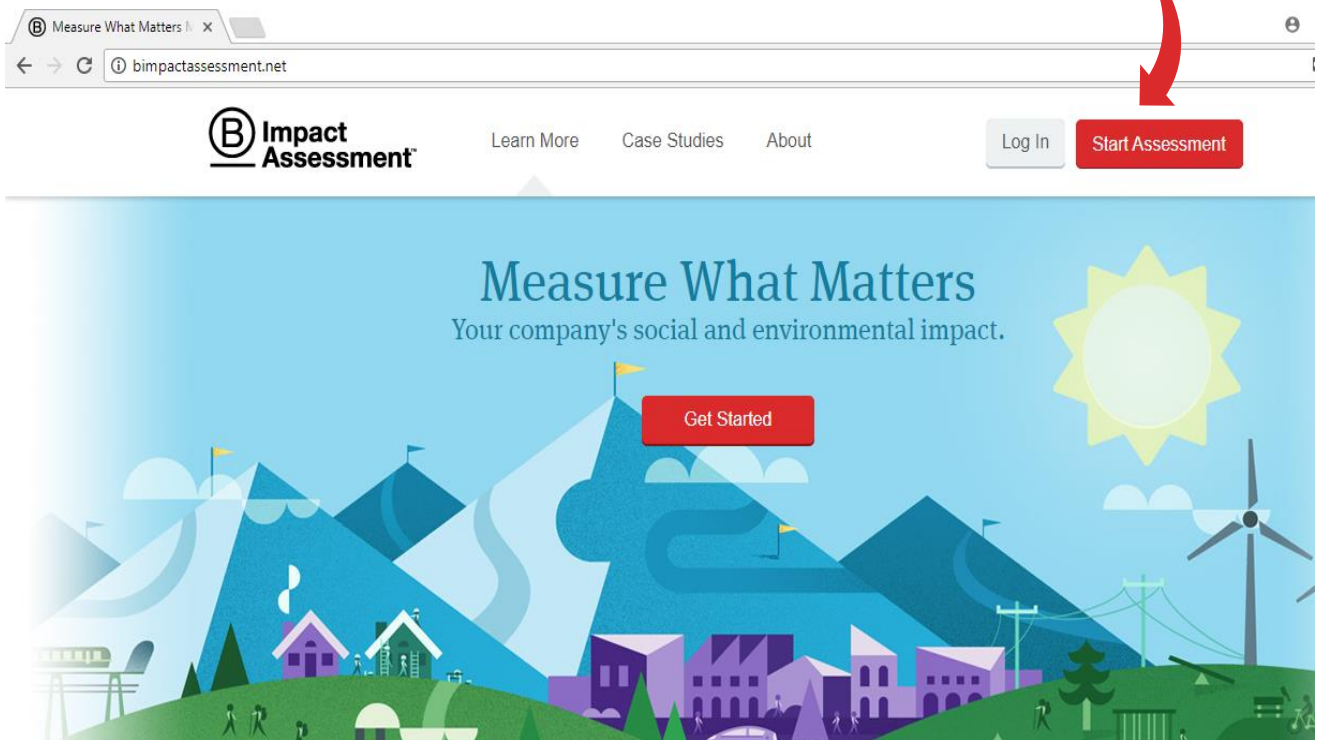 Measure What Matters
bimpactassessment.net
B Impact
Assessment™
Learn More Case Studies About Log In Start Assessment
Measure What Matters
Your company's social and environmental impact.
Get Started